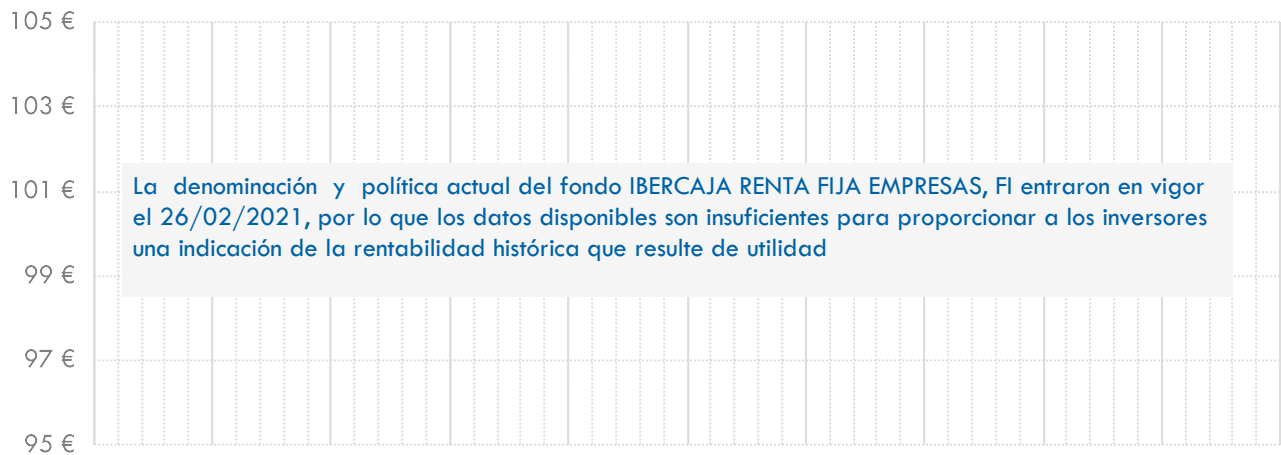 105 €
103 €
101 €
La denominación y política actual del fondo IBERCAJA RENTA FIJA EMPRESAS, FI entraron en vigor
el 26/02/2021, por lo que los datos disponibles son insuficientes para proporcionar a los inversores
una indicación de la rentabilidad histórica que resulte de utilidad
99 €
97 €
95 €